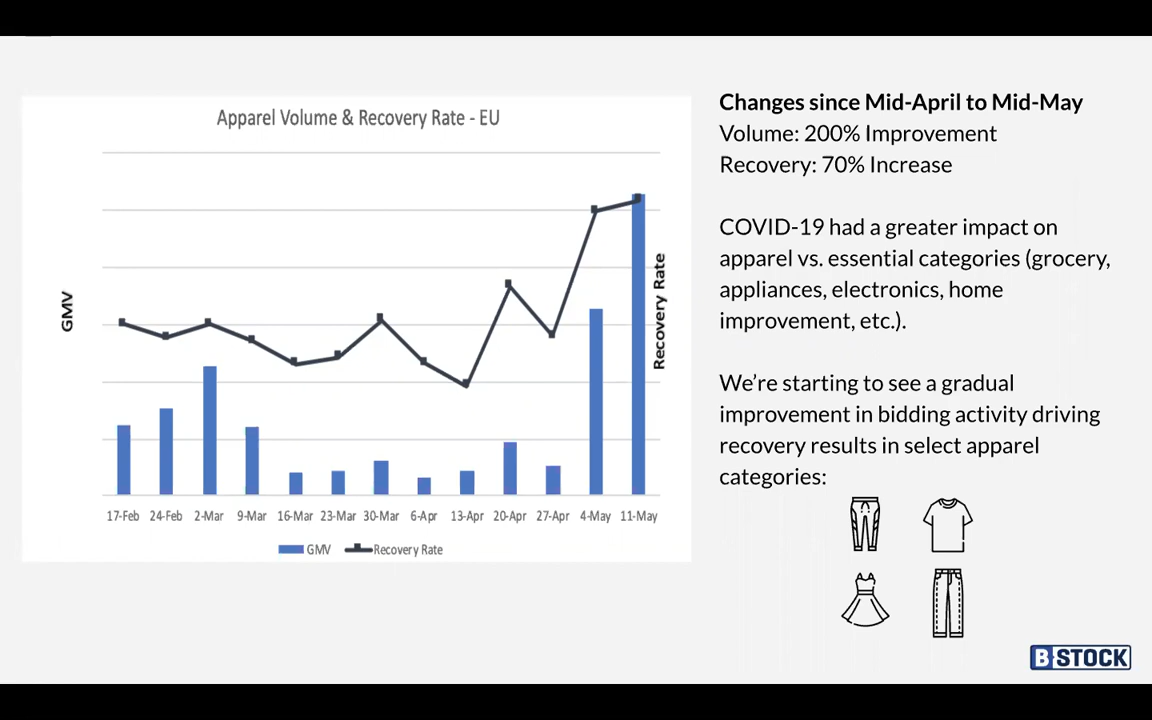 Apparel Volume & Recovery Rate - EU
GMV
Recovery Rate
17-Feb 24-Feb 2-Mar 9-Mar 16-Mar 23-Mar 30-Mar 6-Apr 13-Apr 20-Apr 27-Apr 4-May 11-May
GMV Recovery Rate
Changes since Mid-April to Mid-May
Volume: 200% Improvement
Recovery: 70% Increase
COVID-19 had a greater impact on
apparel vs. essential categories (grocery,
appliances, electronics, home
improvement, etc.).
We’re starting to see a gradual
improvement in bidding activity driving
recovery results in select apparel
categories:
B STOCK